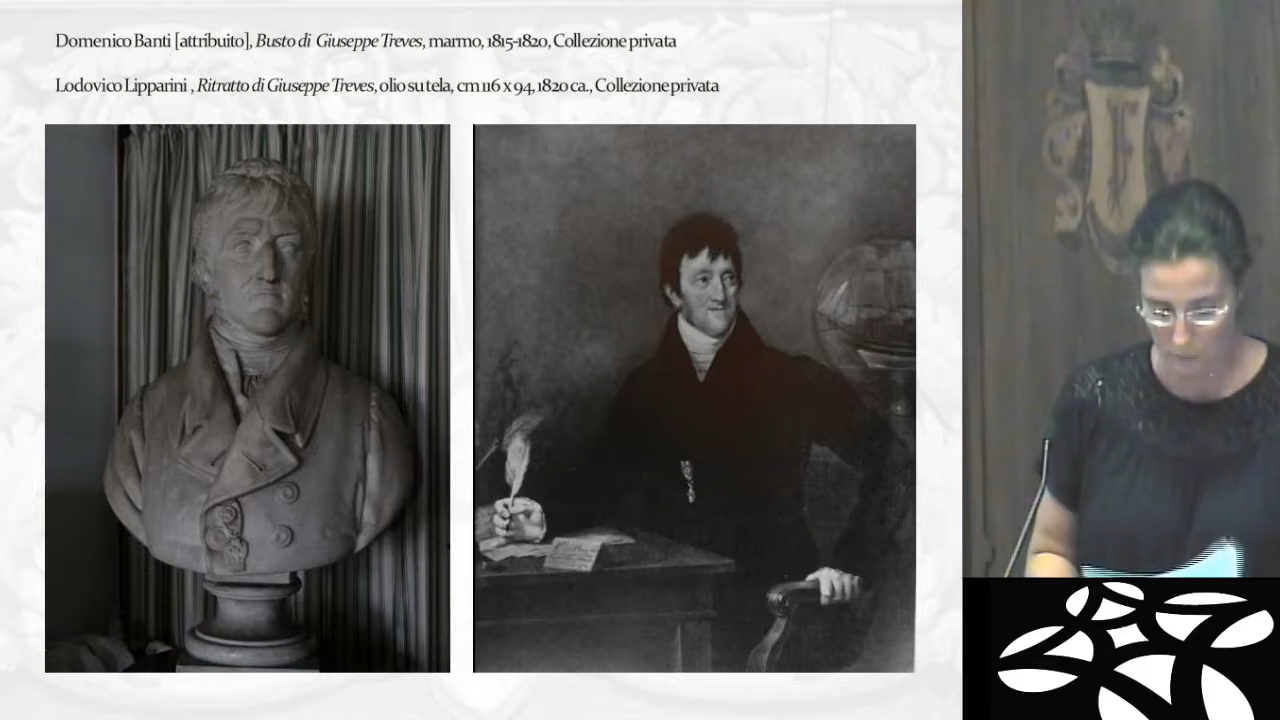 Domenico Banti [attribuito], Busto di Giuseppe Treves, marmo, 1815-1820, Collezione privata
Lodovico Lipparini , Ritratto di Giuseppe Treves, olio su tela, cm 116 x 94, 1820 ca., Collezione privata